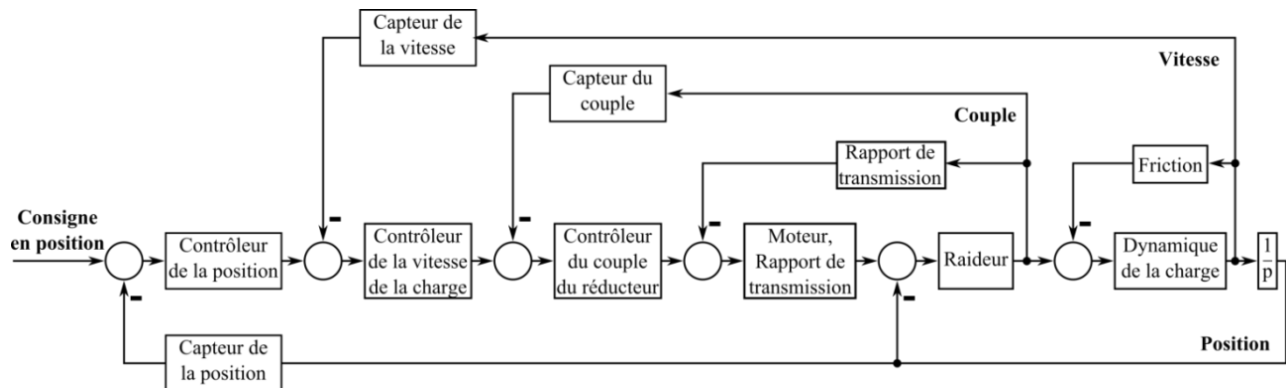 Capteur de
la vitesse
Vitesse
Capteur du
couple
Couple
Rapport de
transmission
Friction
-
-
-
-
Consigne
en position
Contrôleur
de la position
Contrôleur
de la vitesse
de la charge
Contrôleur
du couple
du réducteur
Moteur,
Rapport de
transmission
Raideur
Dynamique
de la charge
1
p
-
-
Position
Capteur de
la position